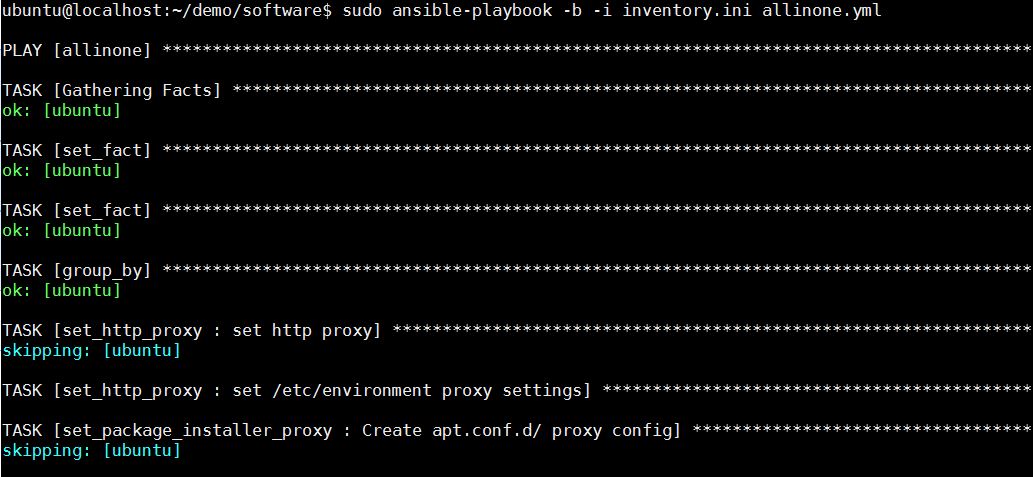 ubuntu@localhost:~/demo/software$ sudo ansible-playbook -b -i inventory.ini allinone.yml
PLAY [allinone] ***************************************************************************************
TASK [Gathering Facts] ********************************************************************************
ok: [ubuntu]
TASK [set_fact] ***************************************************************************************
ok: [ubuntu]
TASK [set_fact] ***************************************************************************************
ok: [ubuntu]
TASK [group_by] ***************************************************************************************
ok: [ubuntu]
TASK [set_http_proxy : set http proxy] ****************************************************************
skipping: [ubuntu]
TASK [set_http_proxy : set /etc/environment proxy settings] *******************************************
TASK [set_package_installer_proxy : Create apt.conf.d/ proxy config] **********************************
skipping: [ubuntu]